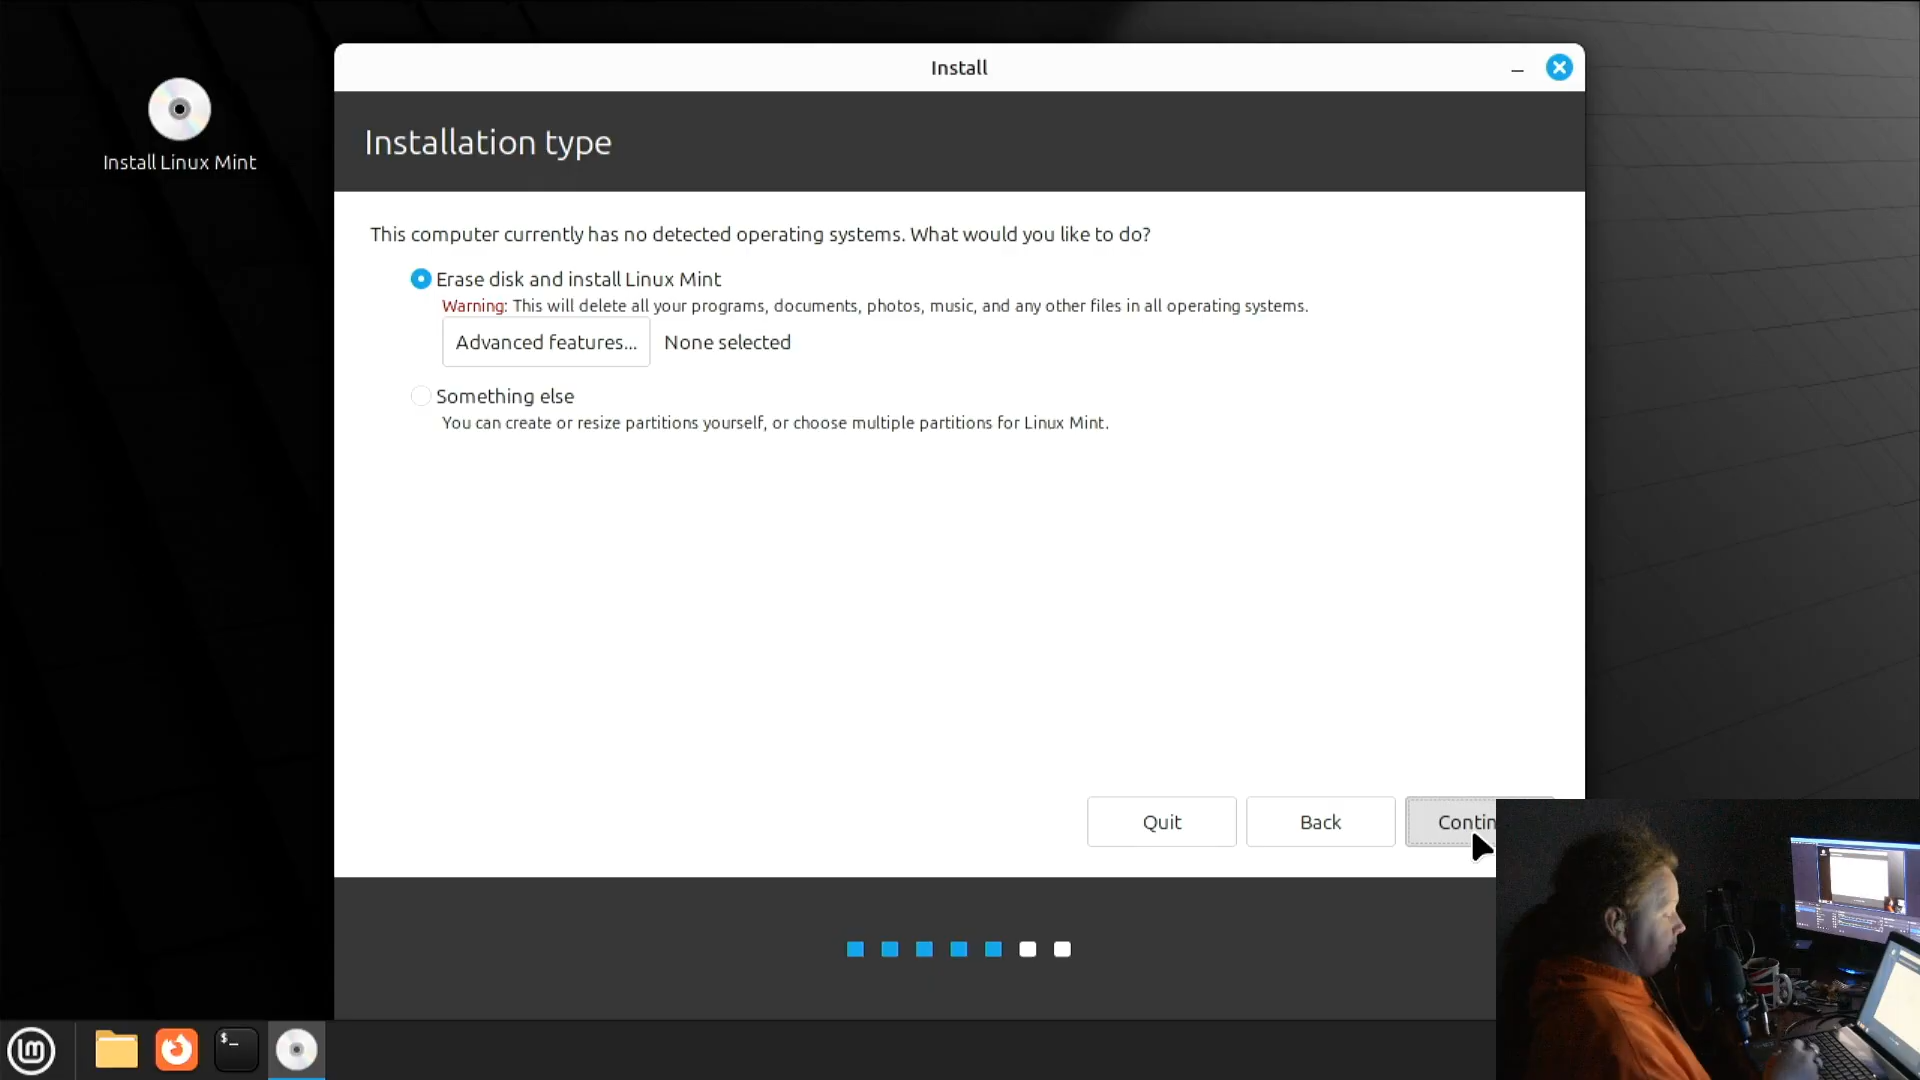 Install
Install Linux Mint
Installation type
This computer currently has no detected operating systems. What would you like to do?
Erase disk and install Linux Mint
Warning: This will delete all your programs, documents, photos, music, and any other files in all operating systems.
Advanced features... None selected
Something else
You can create or resize partitions yourself, or choose multiple partitions for Linux Mint.
Quit Back Contin
$_
lm